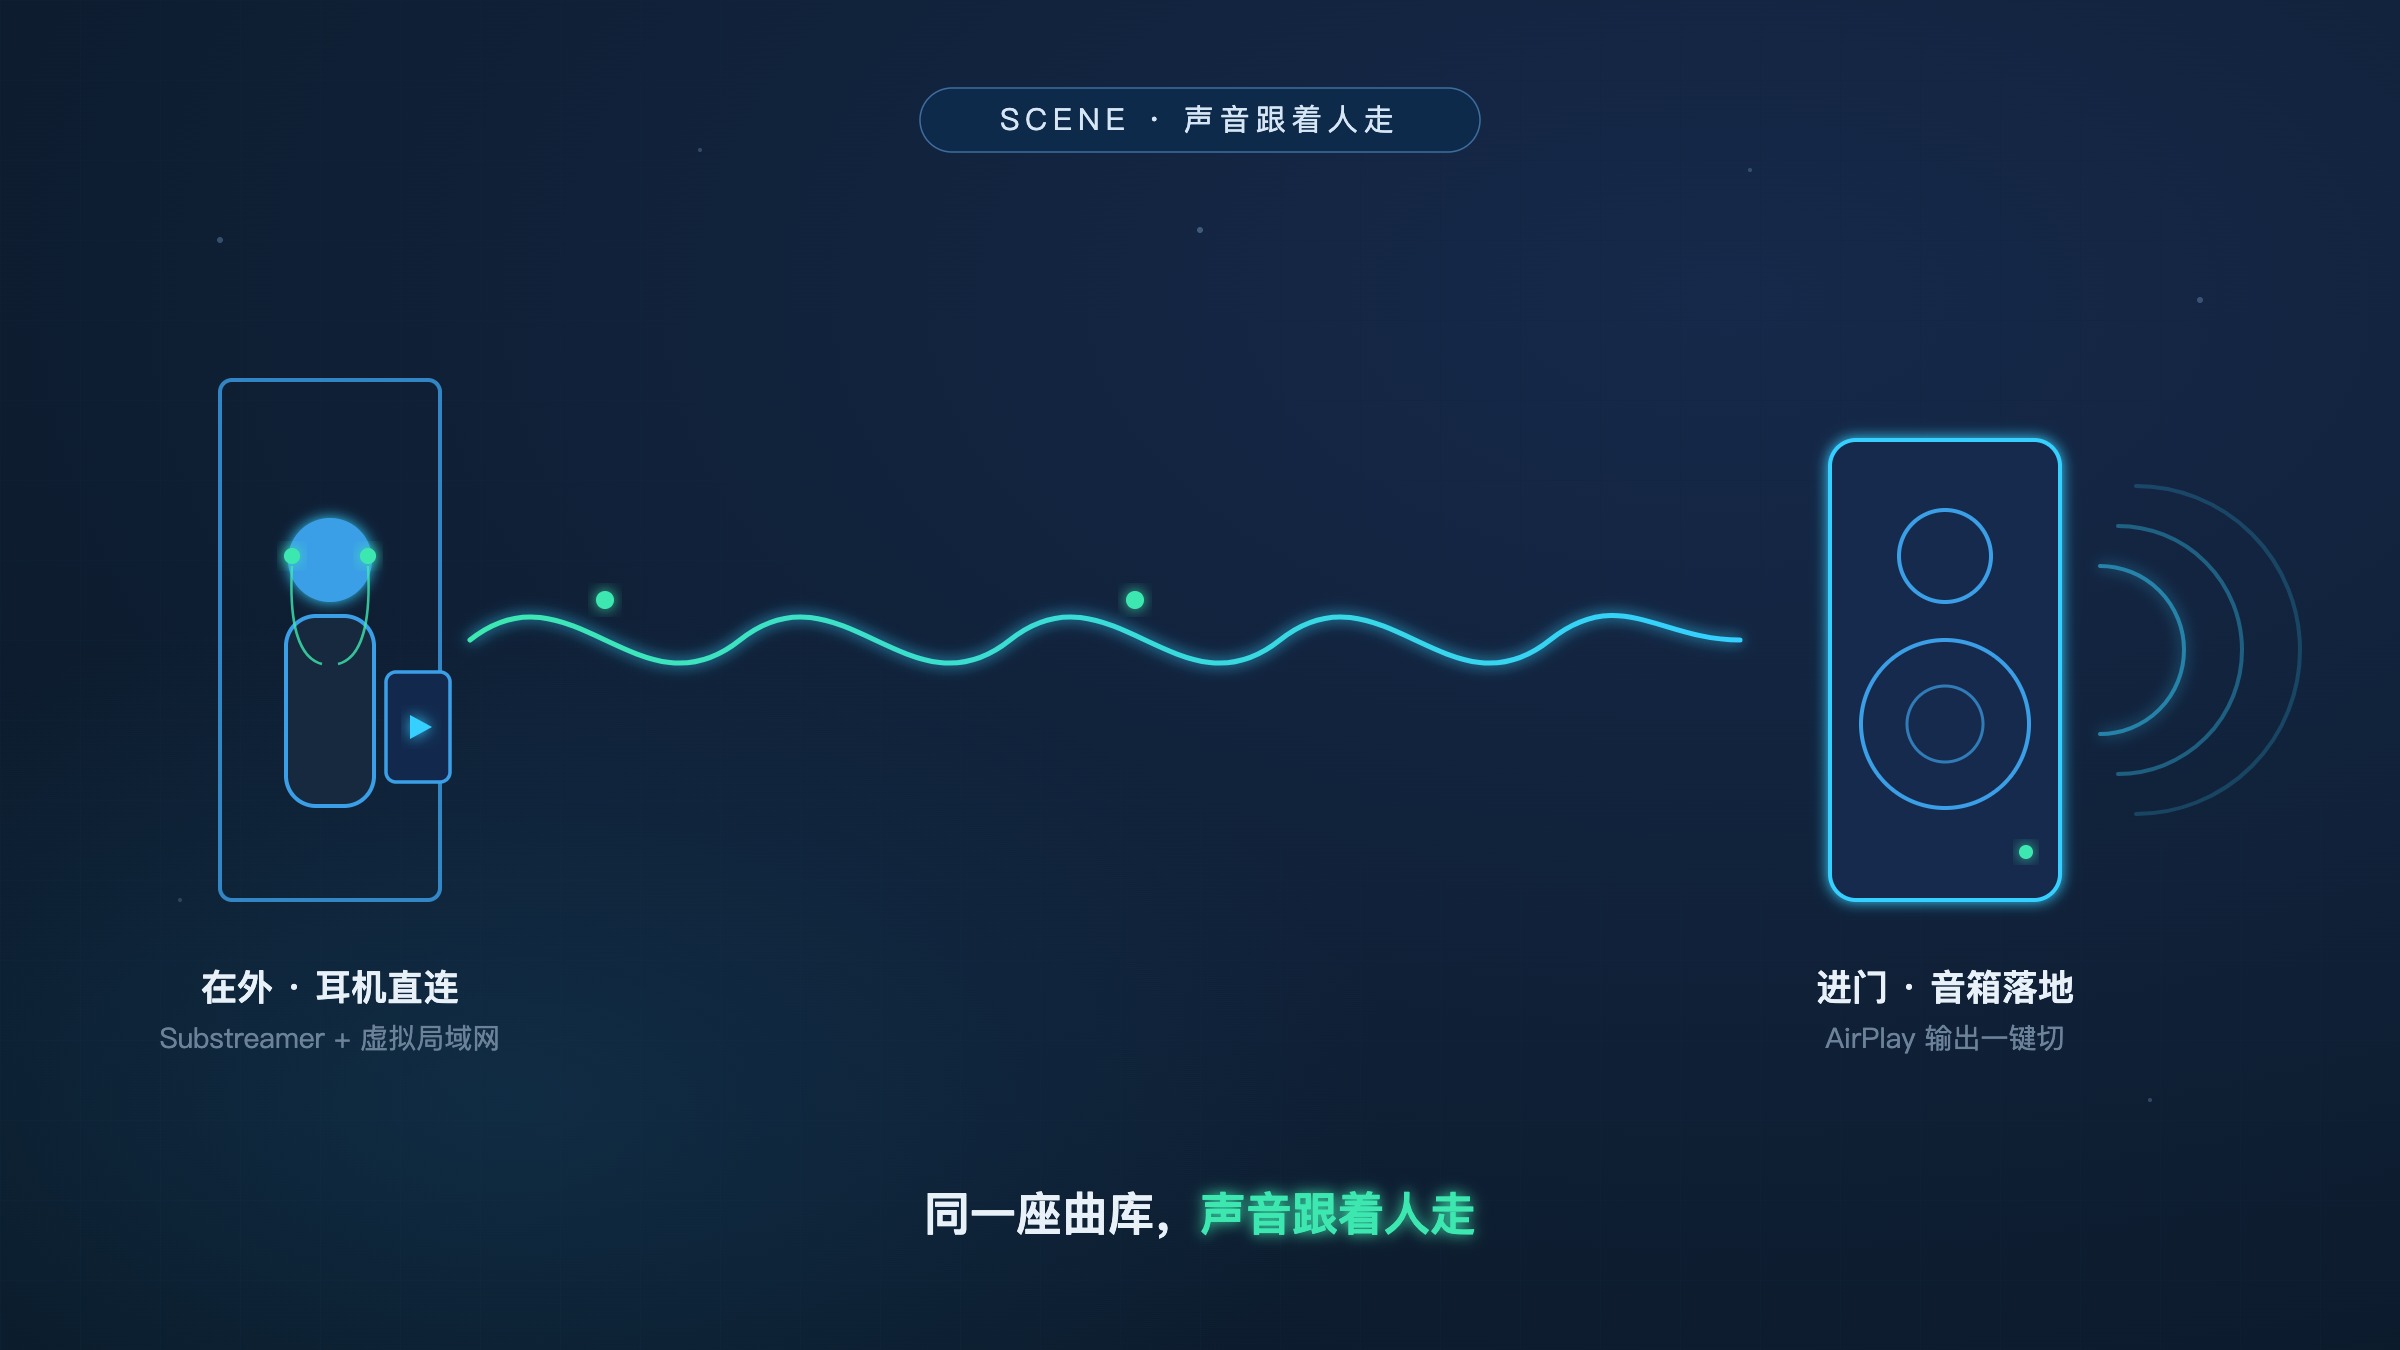 SCENE · 声音跟着人走
在外 · 耳机直连
Substreamer + 虚拟局域网
进门 · 音箱落地
AirPlay 输出一键切
同一座曲库，声音跟着人走